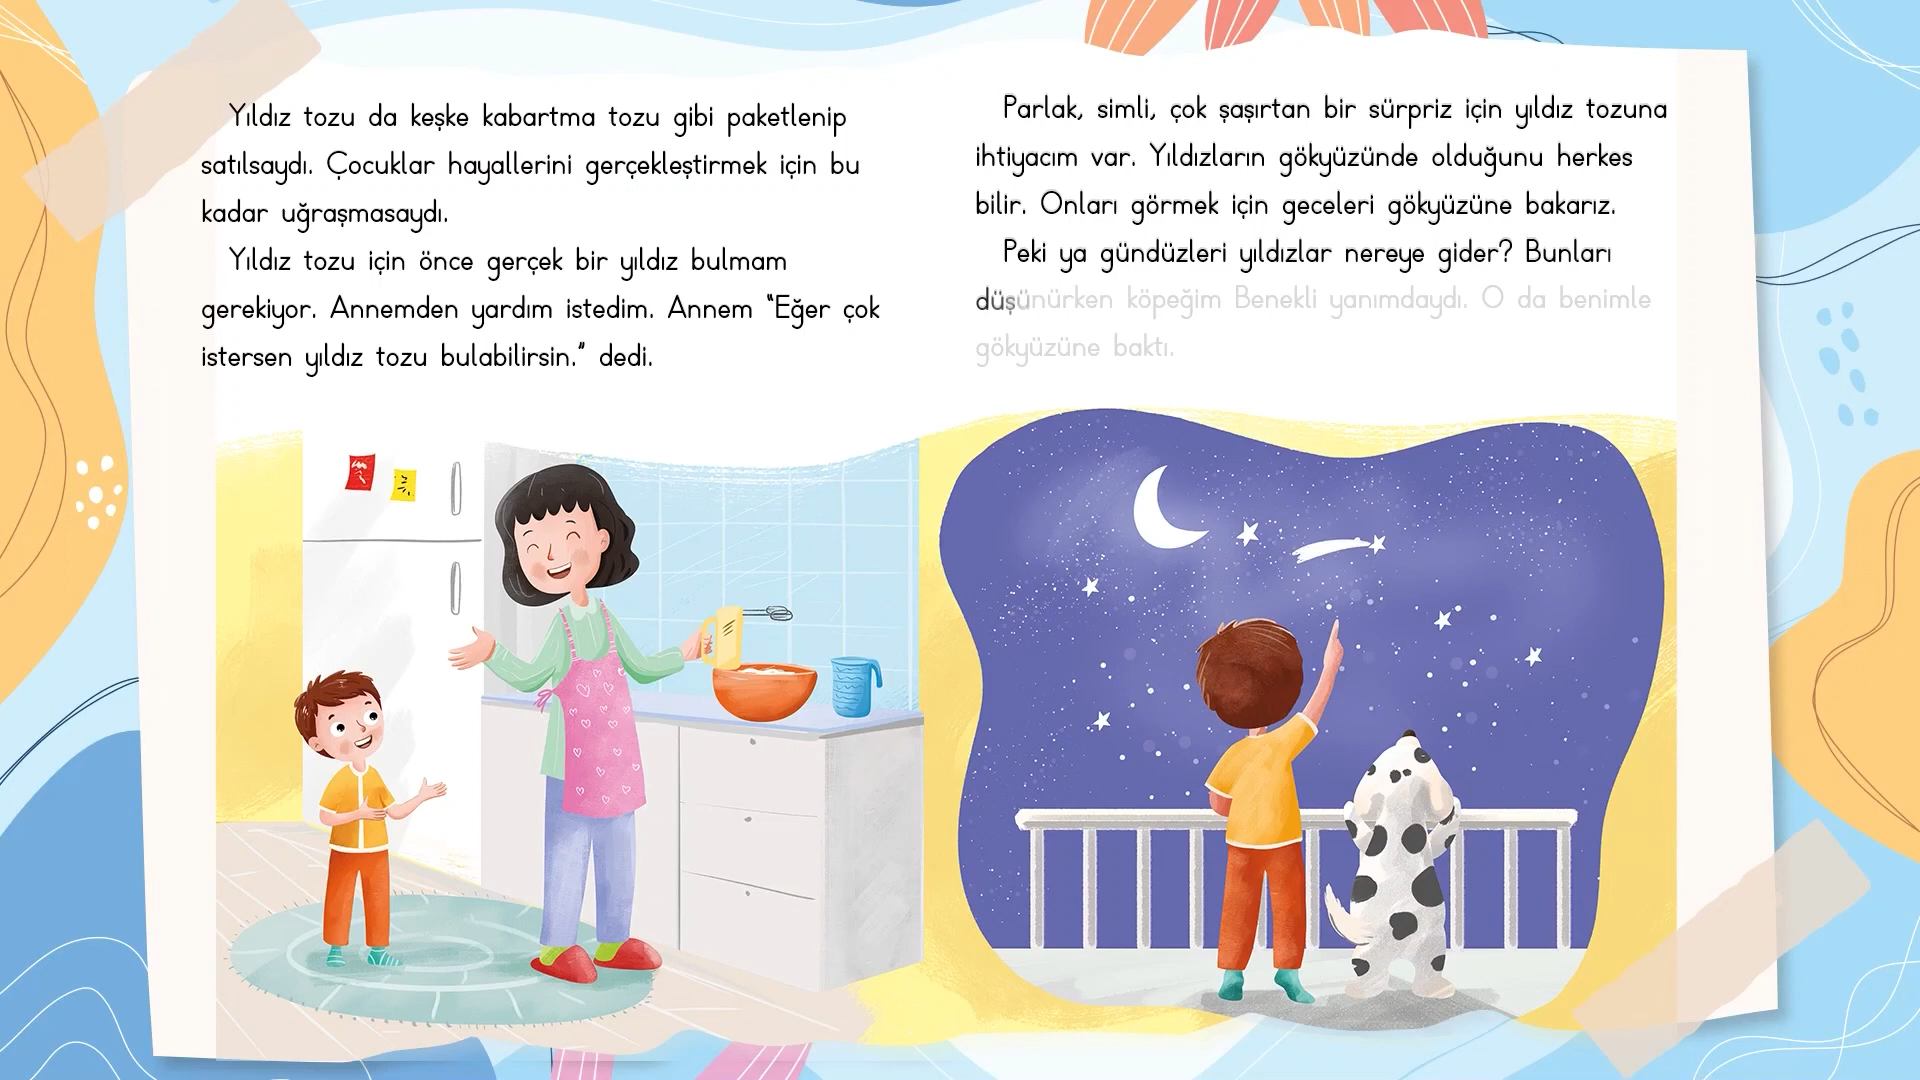 Yıldız tozu da keşke kabartma tozu gibi paketlenip
satılsaydı. Çocuklar hayallerini gerçekleştirmek için bu
kadar uğraşmasaydı.
Yıldız tozu için önce gerçek bir yıldız bulmam
gerekiyor. Annemden yardım istedim. Annem "Eğer çok
istersen yıldız tozu bulabilirsin." dedi.
Parlak, simli, çok şaşırtan bir sürpriz için yıldız tozuna
ihtiyacım var. Yıldızların gökyüzünde olduğunu herkes
bilir. Onları görmek için geceleri gökyüzüne bakarız.
Peki ya gündüzleri yıldızlar nereye gider? Bunları
düşünürken köpeğim Benekli yanımdaydı. O da benimle
gökyüzüne baktı.